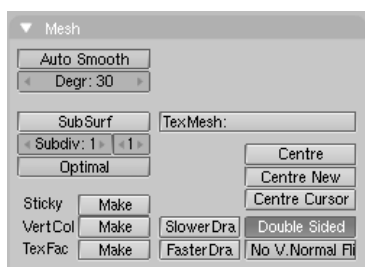 Mesh
Auto Smooth
Degr: 30
SubSurf
TexMesh:
Subdiv: 1 1
Optimal
Centre
Centre New
Centre Cursor
Sticky Make
VertCol Make SlowerDra Double Sided
TexFac Make FasterDra No V.Normal Fli